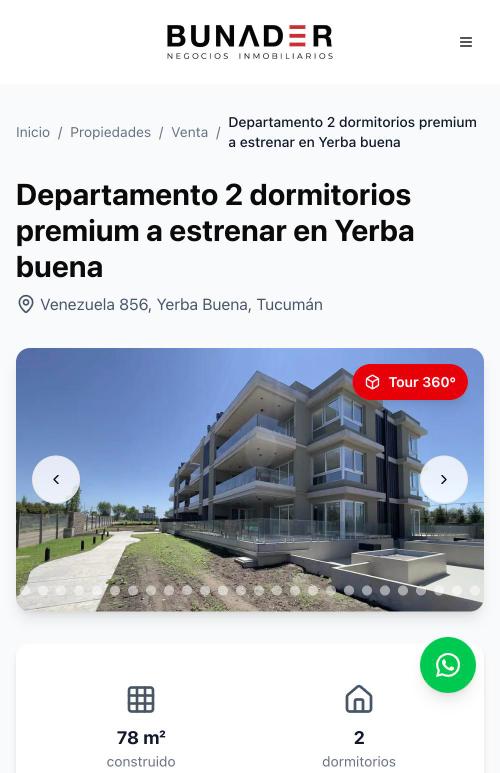 BUNADER
NEGOCIOS INMOBILIARIOS
Inicio / Propiedades / Venta / Departamento 2 dormitorios premium
a estrenar en Yerba buena
Departamento 2 dormitorios
premium a estrenar en Yerba
buena
Venezuela 856, Yerba Buena, Tucumán
Tour 360°
78 m²
construido
2
dormitorios